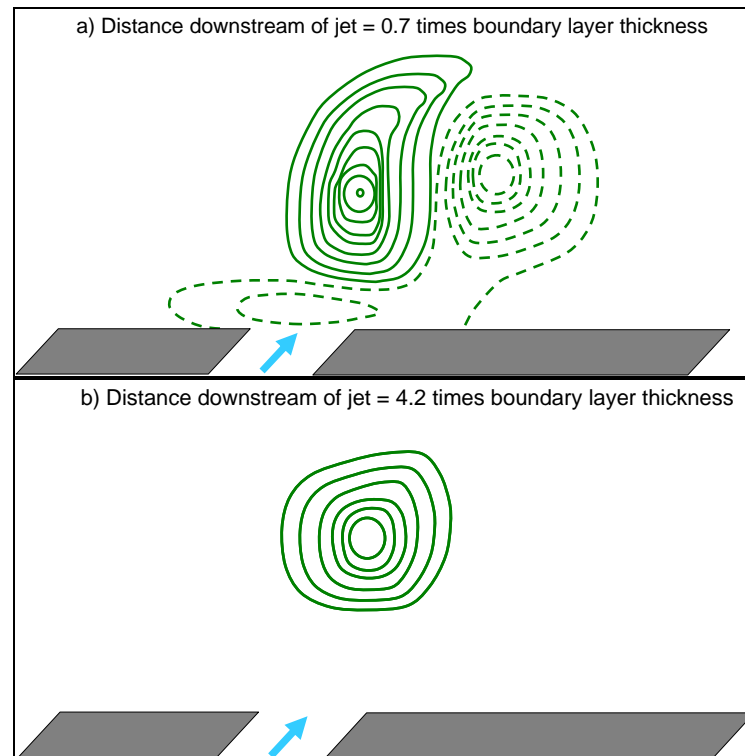 a) Distance downstream of jet = 0.7 times boundary layer thickness
b) Distance downstream of jet = 4.2 times boundary layer thickness